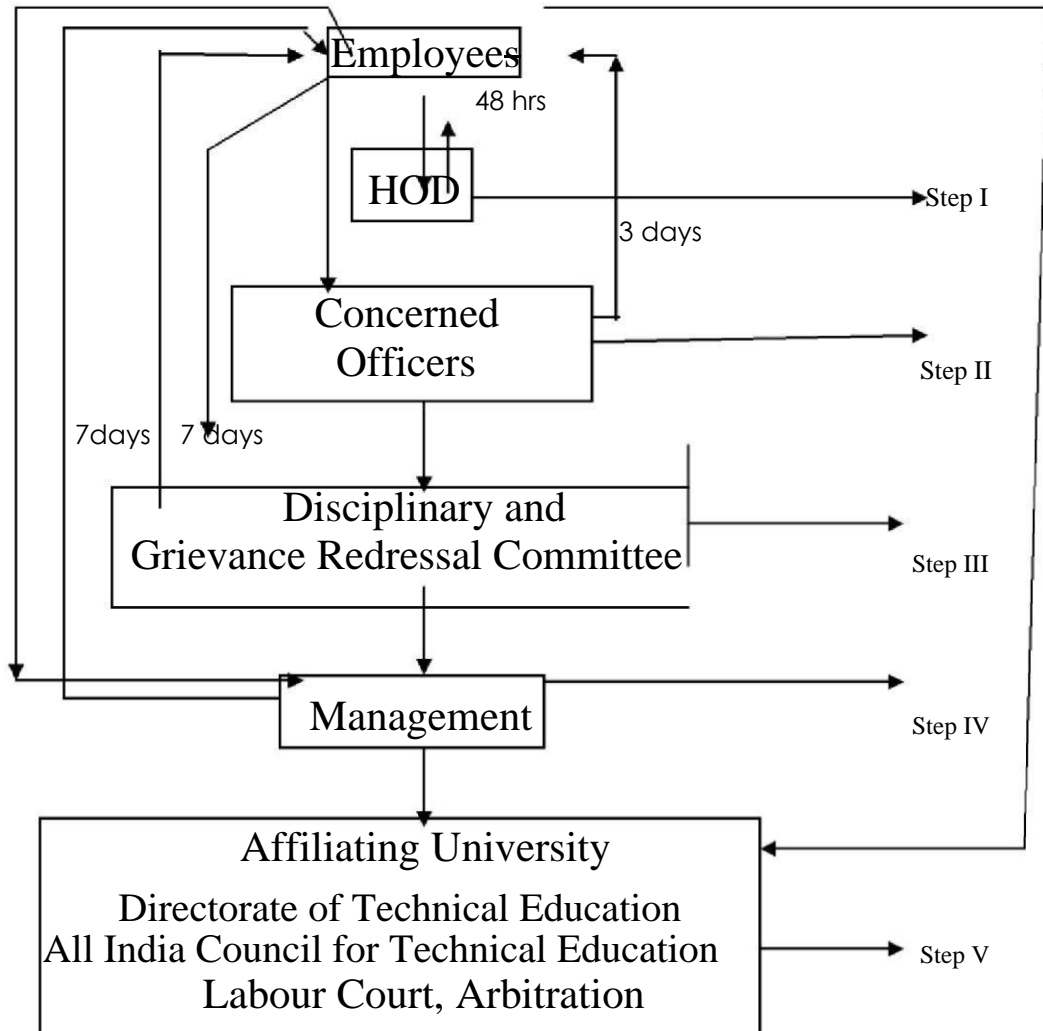 Employees
48 hrs
HOD
Step I
3 days
Concerned
Officers
Step II
7days
7 days
Disciplinary and
Grievance Redressal Committee
Step III
Management
Step IV
Affiliating University
Directorate of Technical Education
All India Council for Technical Education
Step V
Labour Court, Arbitration